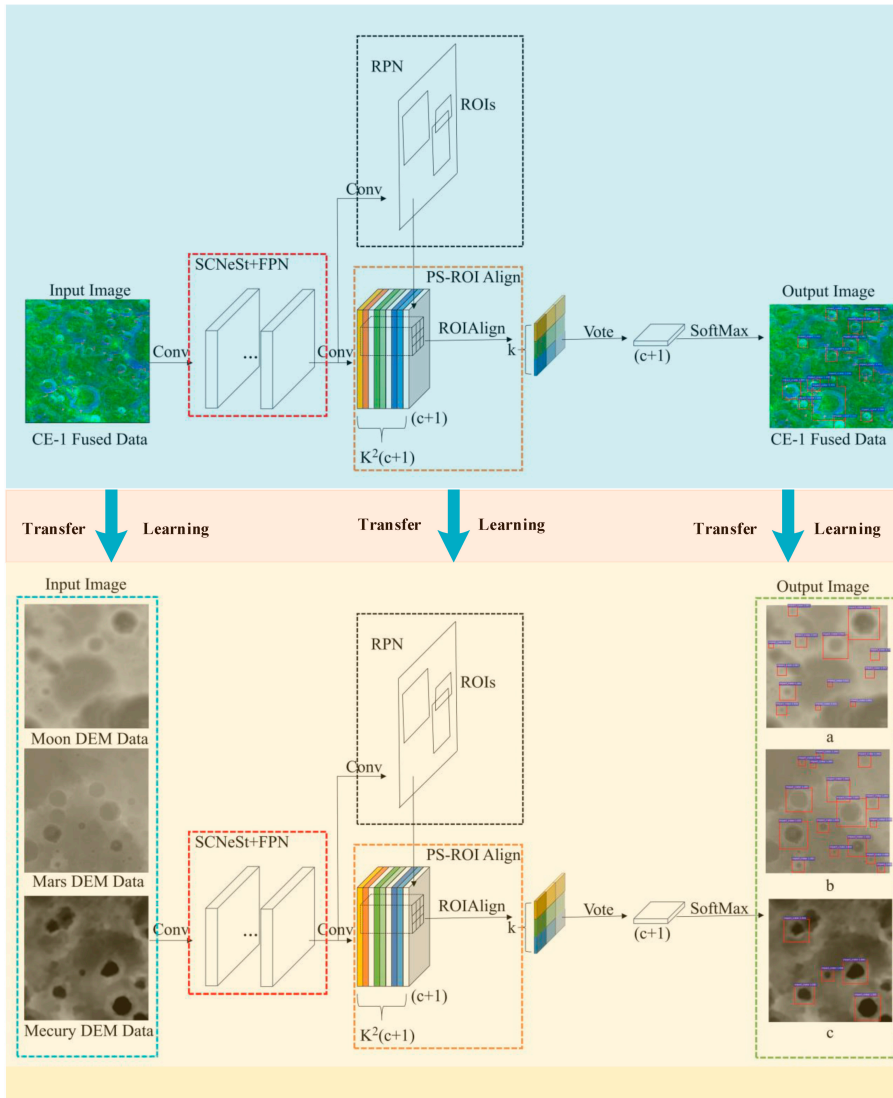 RPN
ROIs
Conv
SCNeSt+FPN
PS-ROI Align
Input Image
Output Image
Conv
...
Conv
ROIAlign
k
Vote
(c+1)
SoftMax
(c+1)
K²(c+1)
CE-1 Fused Data
CE-1 Fused Data
Transfer Learning
Transfer Learning
Transfer Learning
Input Image
Output Image
RPN
ROIs
Moon DEM Data
a
Conv
SCNeSt+FPN
PS-ROI Align
Mars DEM Data
b
Conv
...
Conv
ROIAlign
k
Vote
(c+1)
SoftMax
(c+1)
K²(c+1)
Mecury DEM Data
c